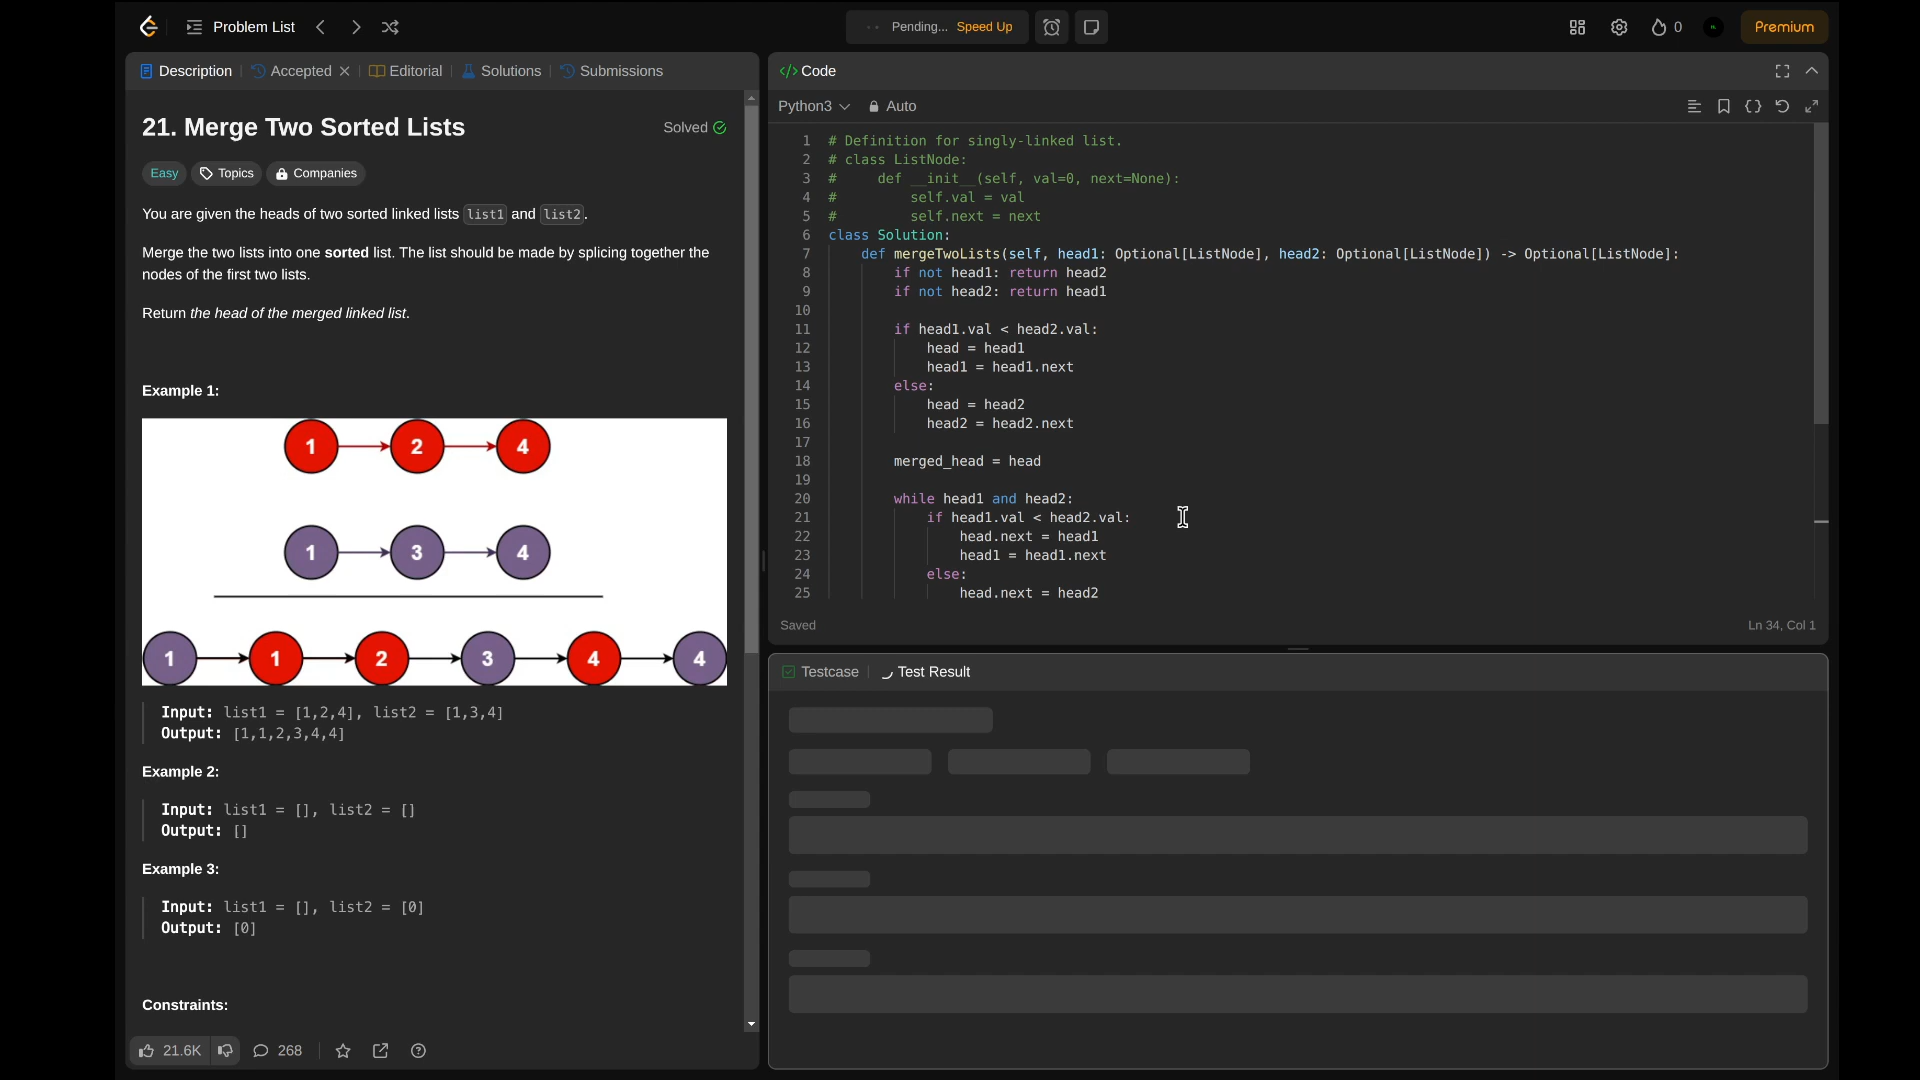 Problem List
Pending... Speed Up
0
Premium
Description
Accepted
Editorial
Solutions
Submissions
21. Merge Two Sorted Lists
Solved
Easy
Topics
Companies
You are given the heads of two sorted linked lists list1 and list2.
Merge the two lists into one sorted list. The list should be made by splicing together the
nodes of the first two lists.
Return the head of the merged linked list.
Example 1:
1 2 4
1 3 4
1 1 2 3 4 4
Input: list1 = [1,2,4], list2 = [1,3,4]
Output: [1,1,2,3,4,4]
Example 2:
Input: list1 = [], list2 = []
Output: []
Example 3:
Input: list1 = [], list2 = [0]
Output: [0]
Constraints:
21.6K
268
</> Code
Python3
Auto
1 # Definition for singly-linked list.
2 # class ListNode:
3 #     def __init__(self, val=0, next=None):
4 #         self.val = val
5 #         self.next = next
6 class Solution:
7     def mergeTwoLists(self, head1: Optional[ListNode], head2: Optional[ListNode]) -> Optional[ListNode]:
8         if not head1: return head2
9         if not head2: return head1
10
11         if head1.val < head2.val:
12             head = head1
13             head1 = head1.next
14         else:
15             head = head2
16             head2 = head2.next
17
18         merged_head = head
19
20         while head1 and head2:
21             if head1.val < head2.val:
22                 head.next = head1
23                 head1 = head1.next
24             else:
25                 head.next = head2
Saved
Ln 34, Col 1
Testcase
Test Result